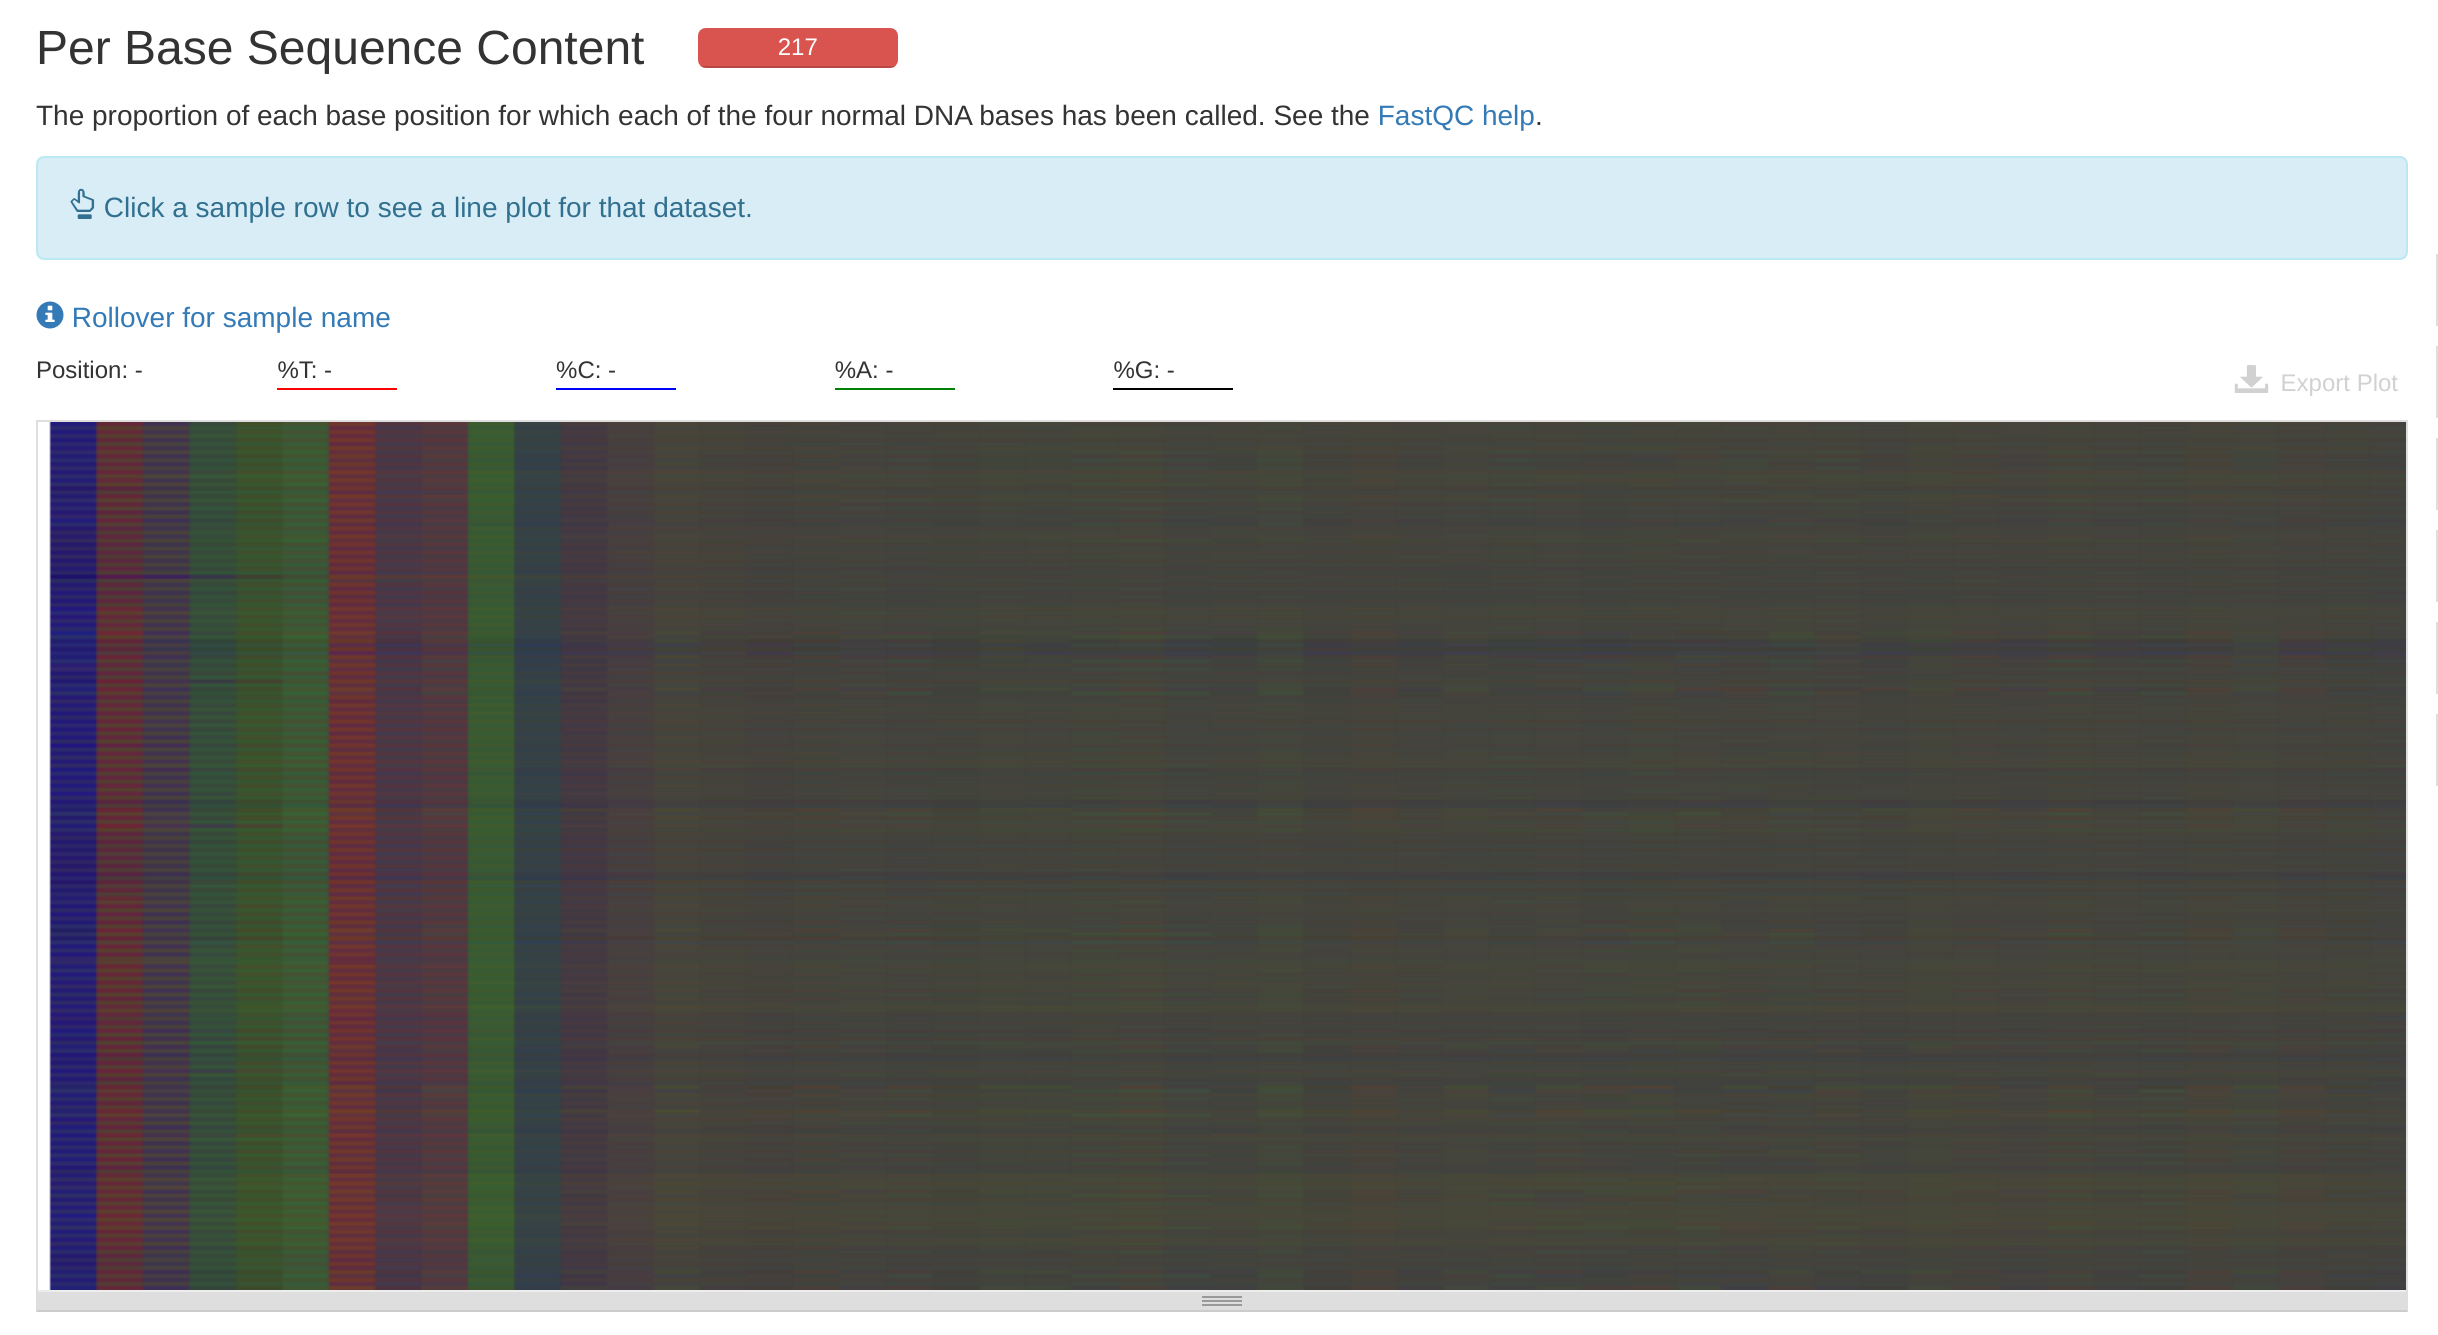 Per Base Sequence Content 217
The proportion of each base position for which each of the four normal DNA bases has been called. See the FastQC help.
Click a sample row to see a line plot for that dataset.
Rollover for sample name
Position: - %T: - %C: - %A: - %G: - Export Plot